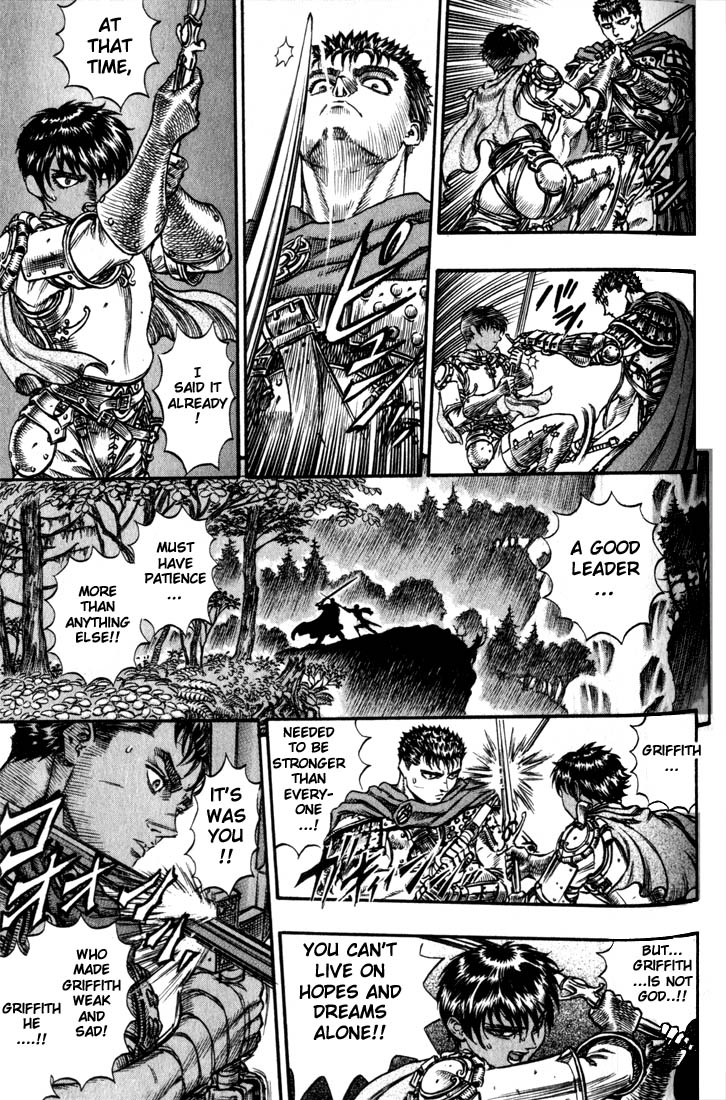 AT
THAT
TIME,
I
SAID IT
ALREADY
!
A GOOD
LEADER
...
MUST
HAVE
PATIENCE
...
MORE
THAN
ANYTHING
ELSE!!
GRIFFITH
...
NEEDED
TO BE
STRONGER
THAN
EVERY-
ONE
...!
BUT...
GRIFFITH
...IS NOT
GOD..!!
YOU CAN'T
LIVE ON
HOPES AND
DREAMS
ALONE!!
IT'S
WAS
YOU
!!
WHO
MADE
GRIFFITH
WEAK
AND
SAD!
GRIFFITH
HE
....!!